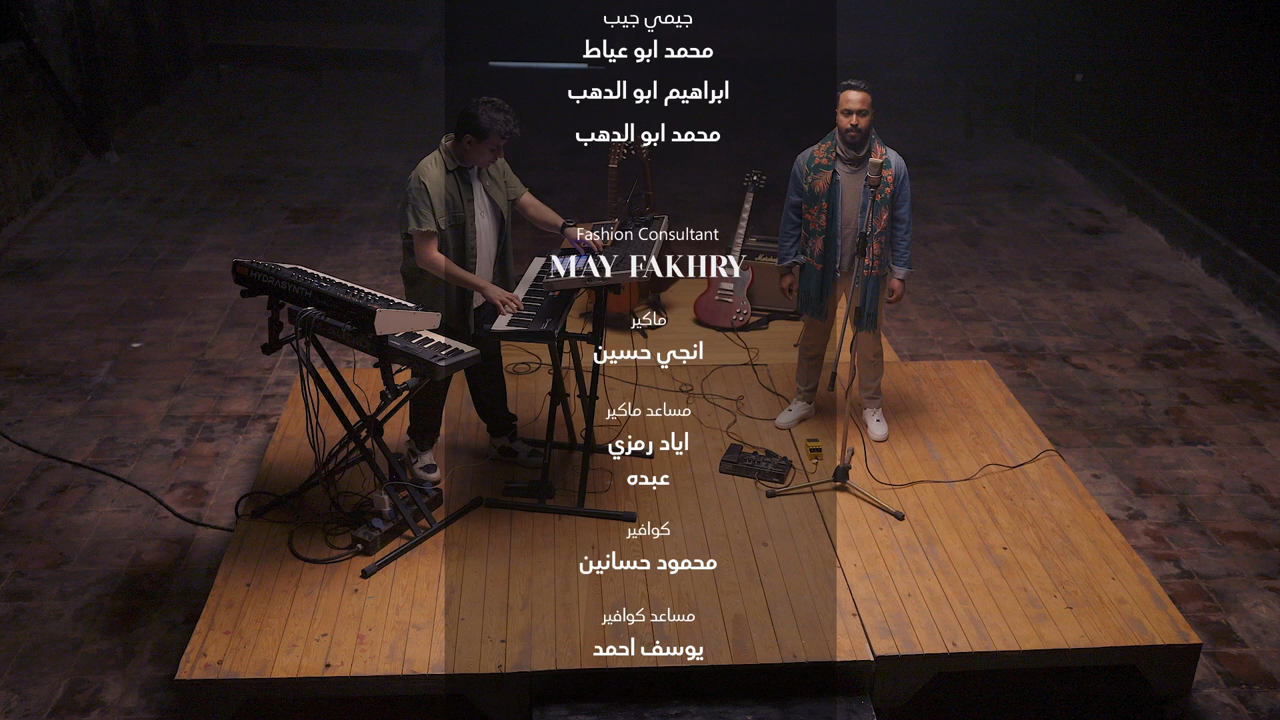 جيمي جيب
محمد ابو عياط
ابراهيم ابو الدهب
محمد ابو الدهب
Fashion Consultant
MAY FAKHRY
HYDRASYNTH
ماكير
انجي حسين
مساعد ماكير
اياد رمزي
عبده
كوافير
محمود حسانين
مساعد كوافير
يوسف احمد